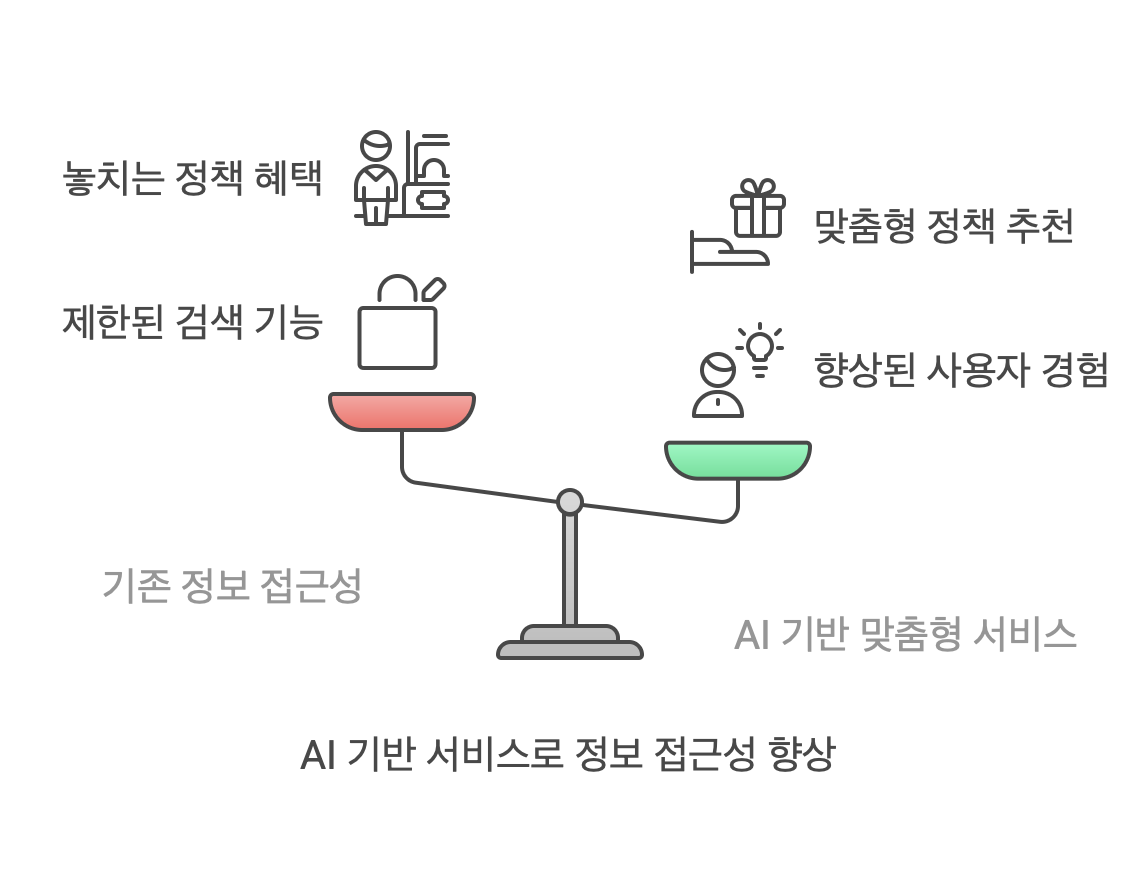 놓치는 정책 혜택
제한된 검색 기능
맞춤형 정책 추천
향상된 사용자 경험
기존 정보 접근성
AI 기반 맞춤형 서비스
AI 기반 서비스로 정보 접근성 향상